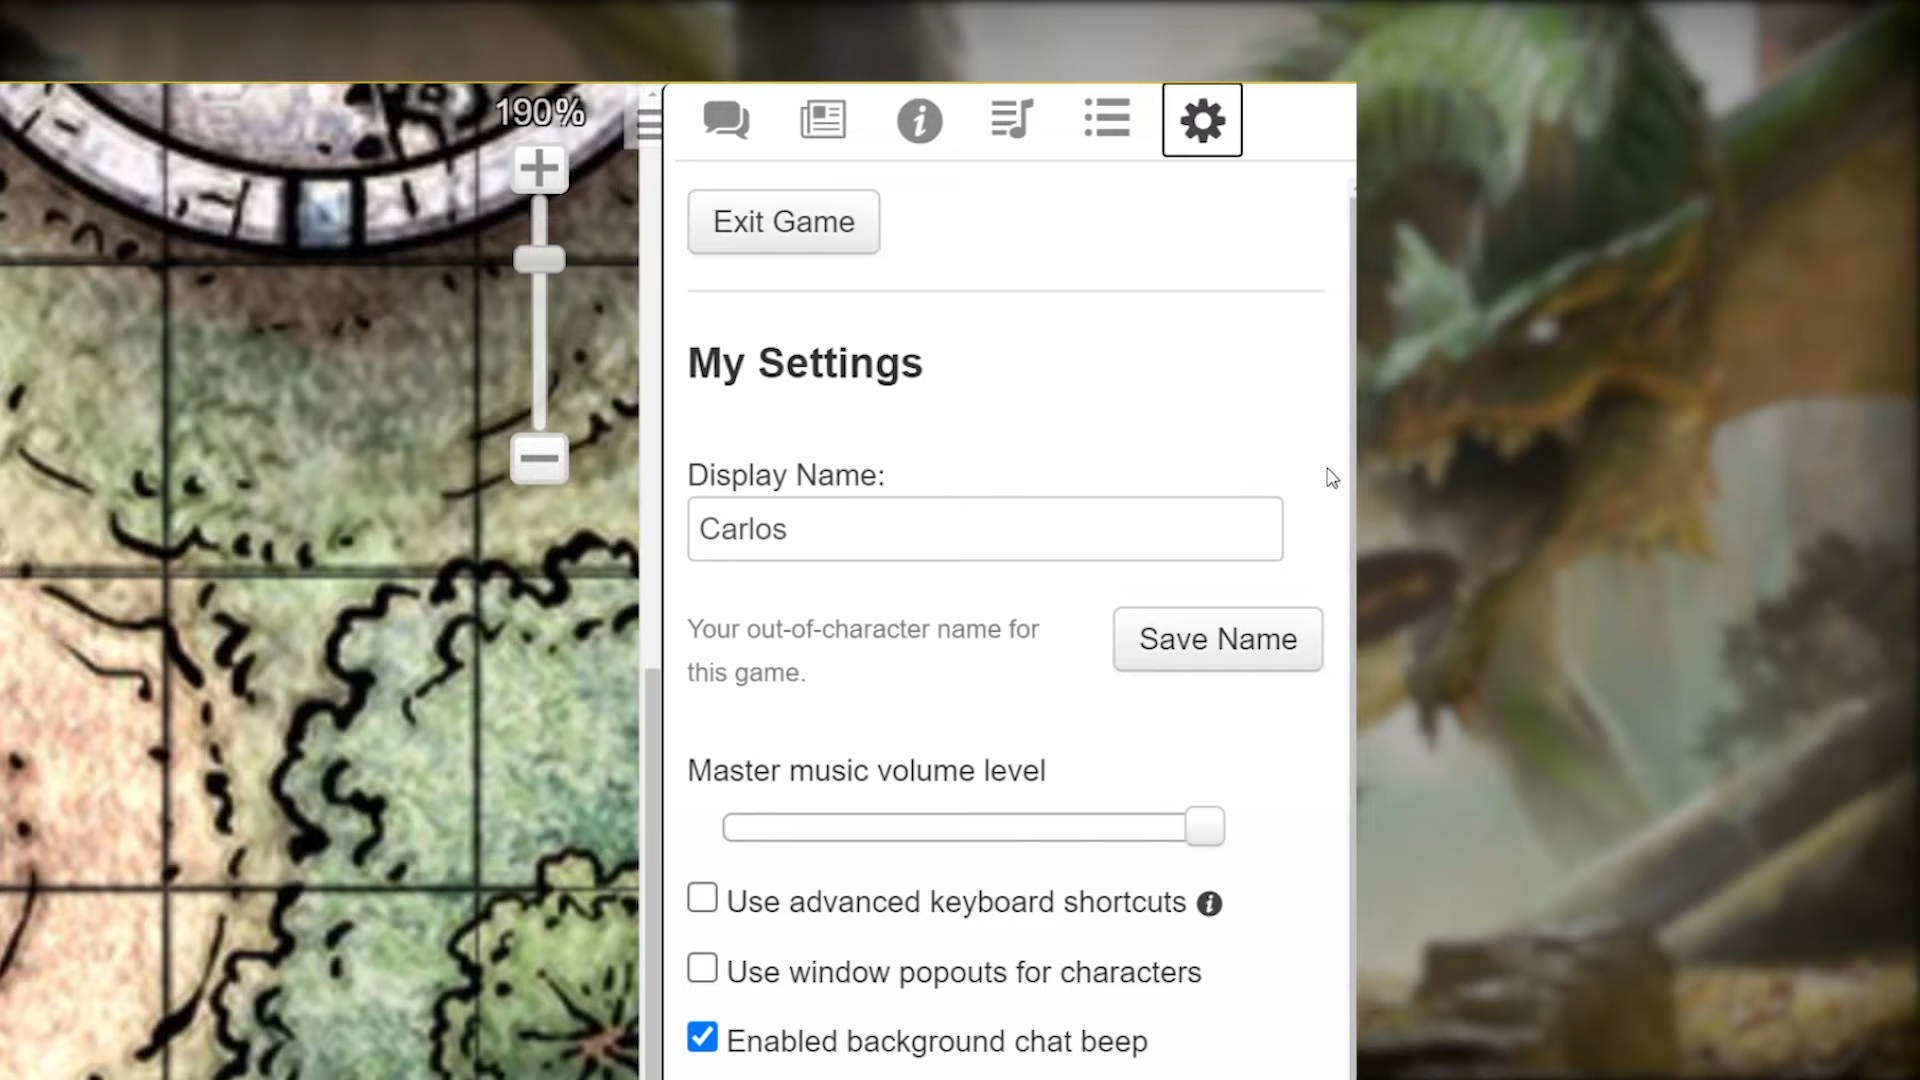 190%
Exit Game
My Settings
Display Name:
Carlos
Your out-of-character name for
this game.
Save Name
Master music volume level
Use advanced keyboard shortcuts
Use window popouts for characters
Enabled background chat beep